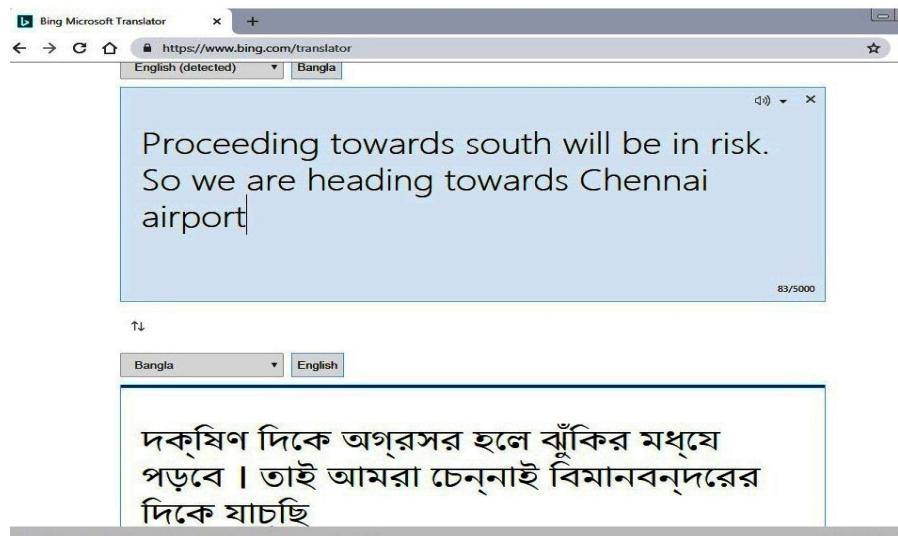 Bing Microsoft Translator
https://www.bing.com/translator
English (detected) Bangla
Proceeding towards south will be in risk.
So we are heading towards Chennai
airport
83/5000
Bangla English
দক্ষিণ দিকে অগ্রসর হলে ঝুঁকির মধ্যে
পড়বে । তাই আমরা চেন্নাই বিমানবন্দরের
দিকে যাচ্ছি